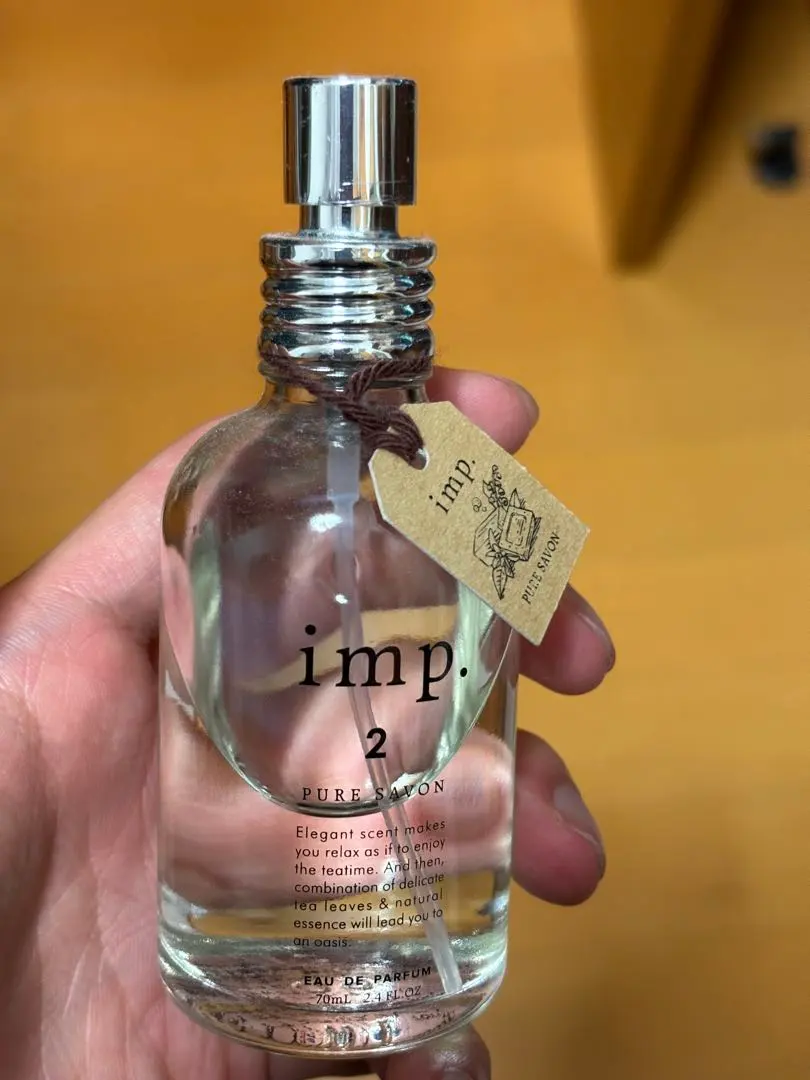 imp.
PURE SAVON
imp.
2
PURE SAVON
Elegant scent makes
you relax as if to enjoy
the teatime. And then,
combination of delicate
tea leaves & natural
essence will lead you to
an oasis.
EAU DE PARFUM
70mL 2.4 FL OZ